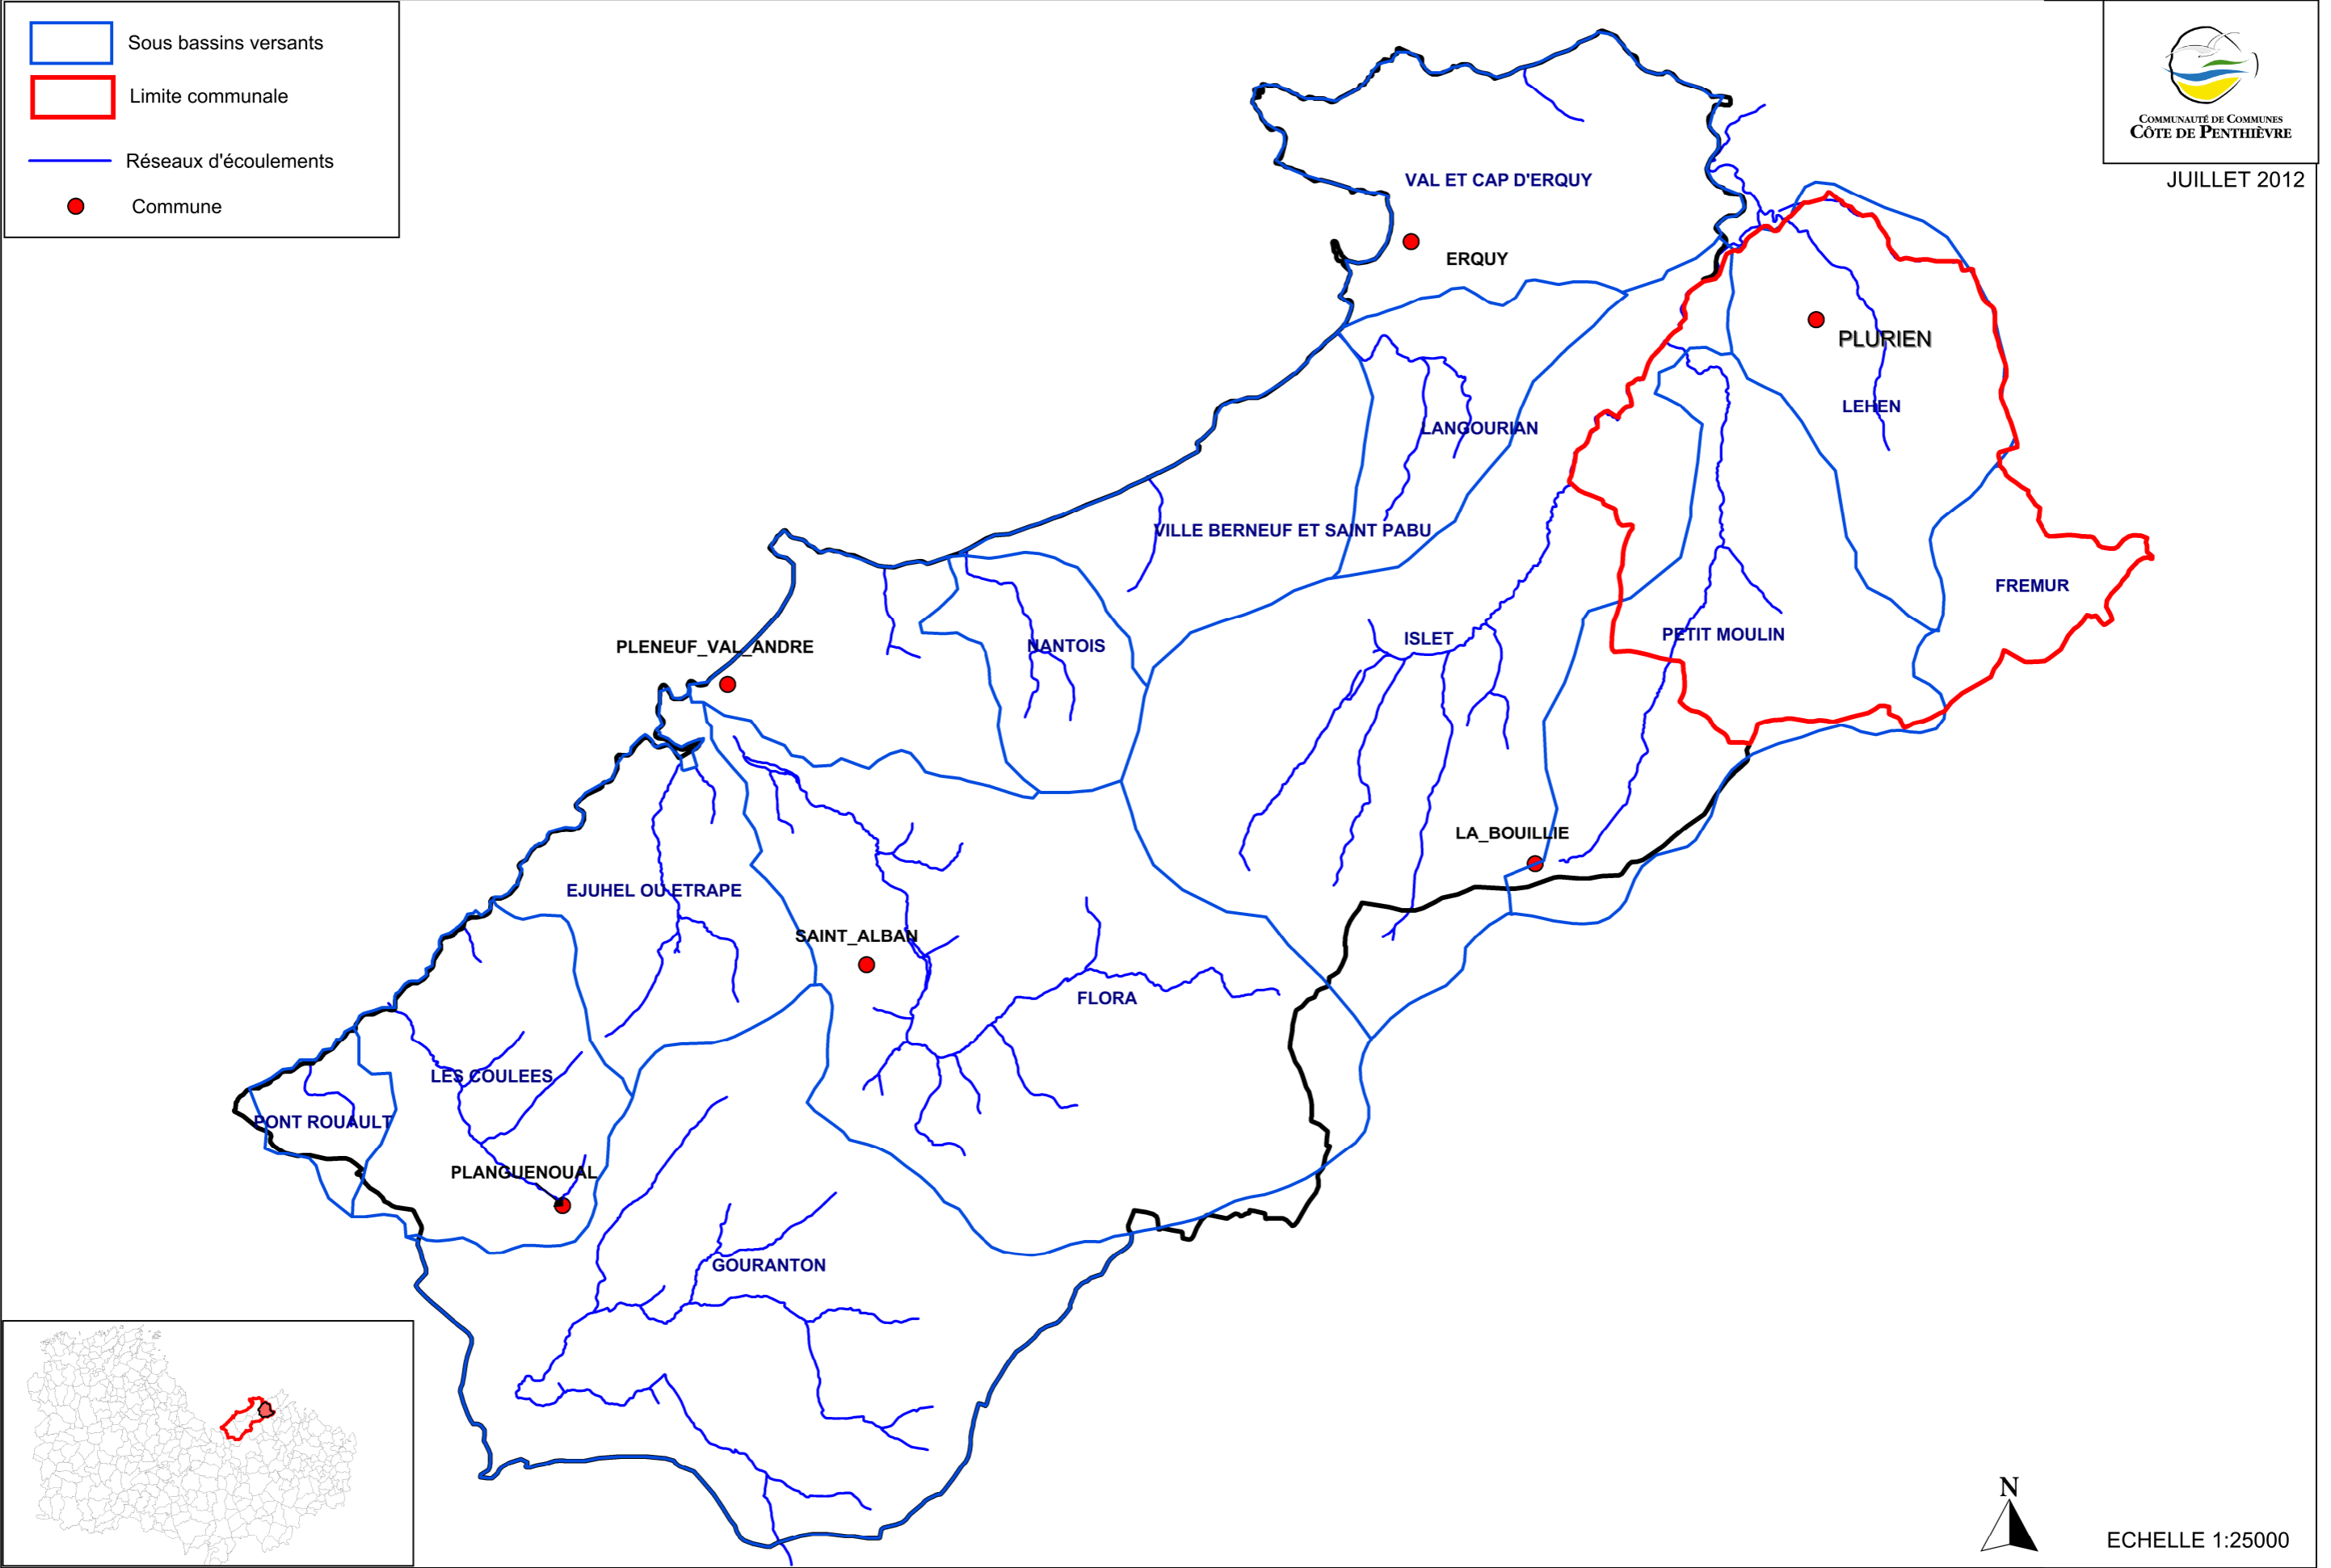 Sous bassins versants
Limite communale
Réseaux d'écoulements
Commune
COMMUNAUTÉ DE COMMUNES
CÔTE DE PENTHIÈVRE
JUILLET 2012
VAL ET CAP D'ERQUY
ERQUY
PLURIEN
LEHEN
LANGOURIAN
VILLE BERNEUF ET SAINT PABU
FREMUR
PETIT MOULIN
ISLET
NANTOIS
PLENEUF_VAL_ANDRE
LA_BOUILLIE
EJUHEL OU ETRAPE
SAINT_ALBAN
FLORA
LES COULEES
PONT ROUAULT
PLANGUENOUAL
GOURANTON
N
ECHELLE 1:25000